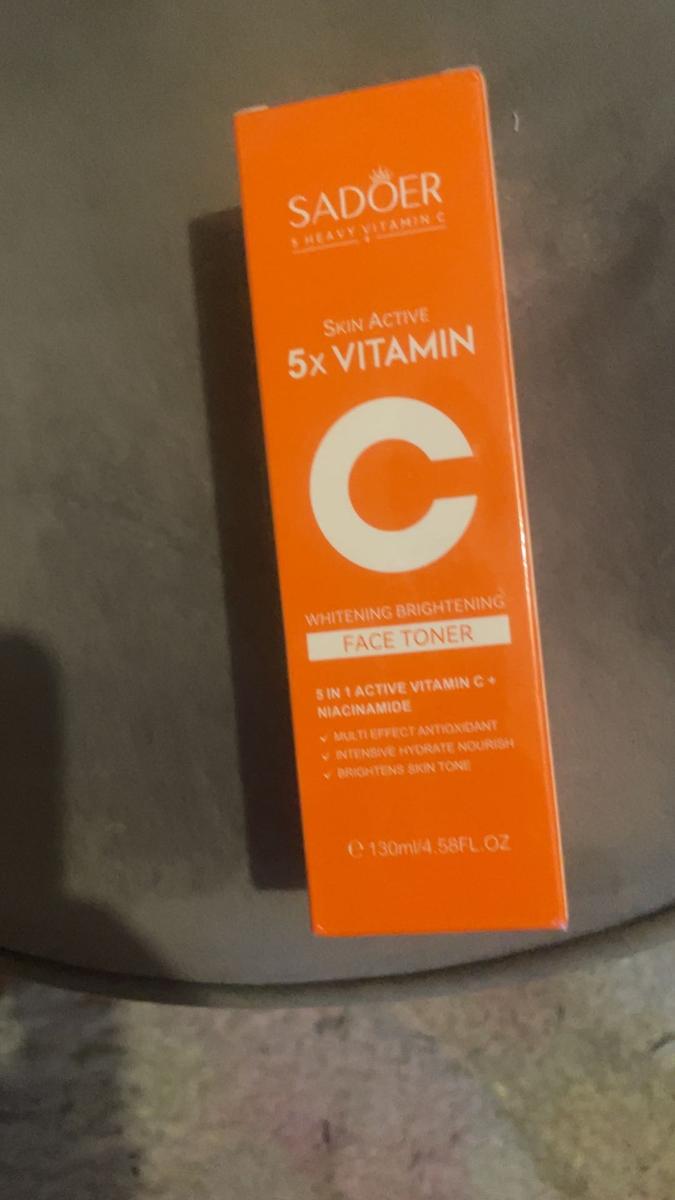 SADOER
5 HEAVY VITAMIN C
SKIN ACTIVE
5x VITAMIN
C
WHITENING BRIGHTENING
FACE TONER
5 IN 1 ACTIVE VITAMIN C +
NIACINAMIDE
✓ MULTI EFFECT ANTIOXIDANT
✓ INTENSIVE HYDRATE NOURISH
✓ BRIGHTENS SKIN TONE
℮ 130ml/4.58FL.OZ